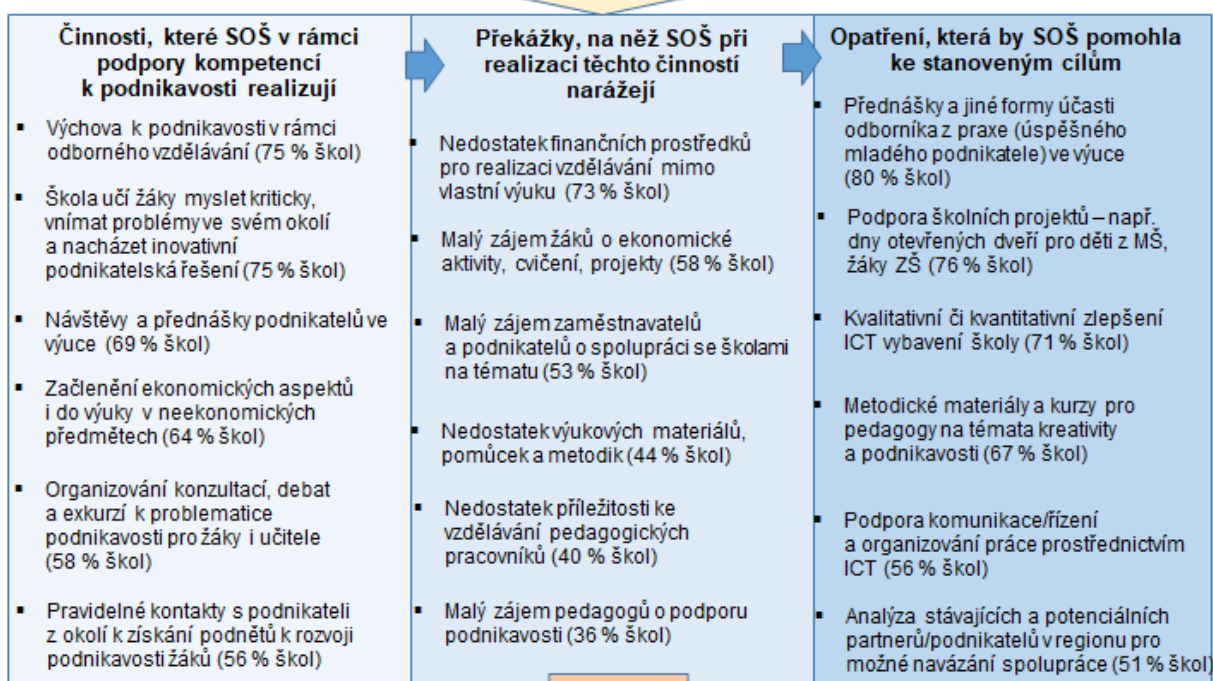 Činnosti, které SOŠ v rámci
podpory kompetencí
k podnikavosti realizují
▪ Výchova k podnikavosti v rámci
odborného vzdělávání (75 % škol)
▪ Škola učí žáky myslet kriticky,
vnímat problémy ve svém okolí
a nacházet inovativní
podnikatelská řešení (75 % škol)
▪ Návštěvy a přednášky podnikatelů ve
výuce (69 % škol)
▪ Začlenění ekonomických aspektů
i do výuky v neekonomických
předmětech (64 % škol)
▪ Organizování konzultací, debat
a exkurzí k problematice
podnikavosti pro žáky i učitele
(58 % škol)
▪ Pravidelné kontakty s podnikateli
z okolí k získání podnětů k rozvoji
podnikavosti žáků (56 % škol)
Překážky, na něž SOŠ při
realizaci těchto činností
narážejí
▪ Nedostatek finančních prostředků
pro realizaci vzdělávání mimo
vlastní výuku (73 % škol)
▪ Malý zájem žáků o ekonomické
aktivity, cvičení, projekty (58 % škol)
▪ Malý zájem zaměstnavatelů
a podnikatelů o spolupráci se školami
na tématu (53 % škol)
▪ Nedostatek výukových materiálů,
pomůcek a metodik (44 % škol)
▪ Nedostatek příležitosti ke
vzdělávání pedagogických
pracovníků (40 % škol)
▪ Malý zájem pedagogů o podporu
podnikavosti (36 % škol)
Opatření, která by SOŠ pomohla
ke stanoveným cílům
▪ Přednášky a jiné formy účasti
odborníka z praxe (úspěšného
mladého podnikatele) ve výuce
(80 % škol)
▪ Podpora školních projektů – např.
dny otevřených dveří pro děti z MŠ,
žáky ZŠ (76 % škol)
▪ Kvalitativní či kvantitativní zlepšení
ICT vybavení školy (71 % škol)
▪ Metodické materiály a kurzy pro
pedagogy na témata kreativity
a podnikavosti (67 % škol)
▪ Podpora komunikace/řízení
a organizování práce prostřednictvím
ICT (56 % škol)
▪ Analýza stávajících a potenciálních
partnerů/podnikatelů v regionu pro
možné navázání spolupráce (51 % škol)